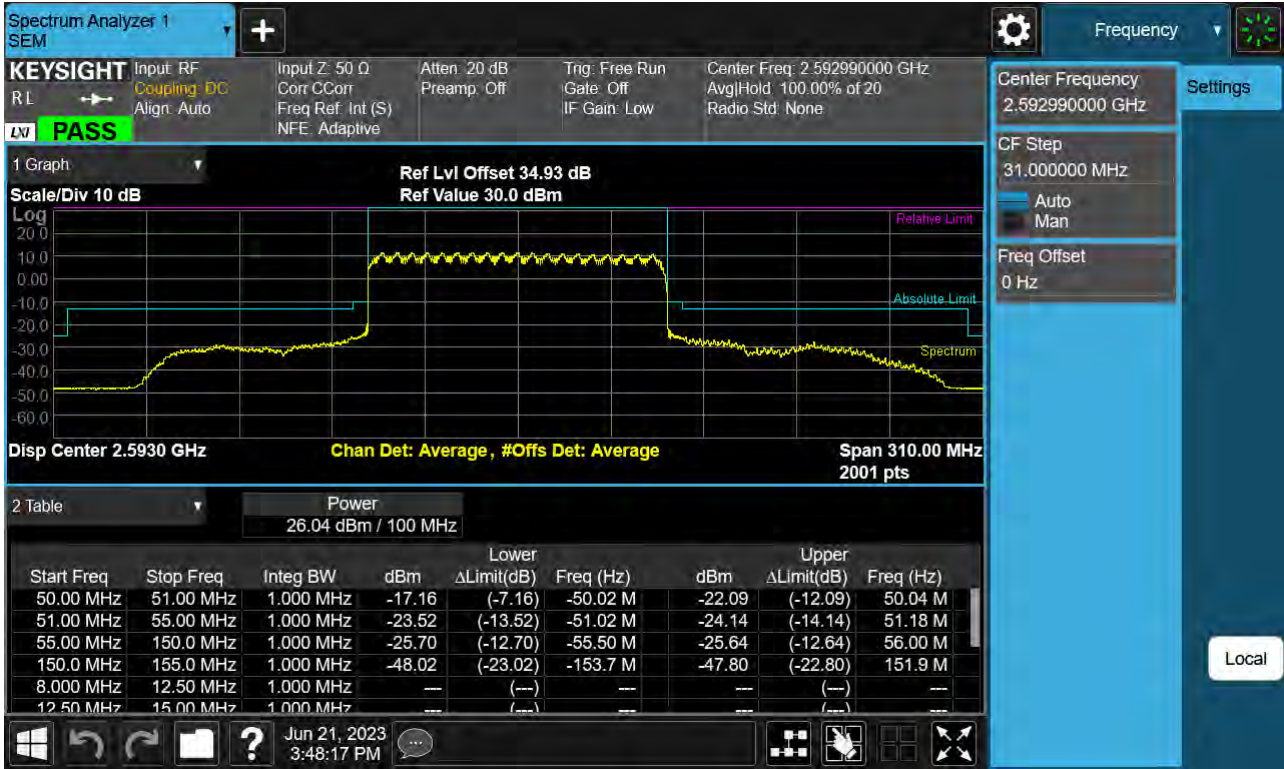 Spectrum Analyzer 1
SEM
+
Frequency
KEYSIGHT
R L
LXI
PASS
Input: RF
Coupling: DC
Align: Auto
Input Z: 50 Ω
Corr CCorr
Freq Ref: Int (S)
NFE: Adaptive
Atten: 20 dB
Preamp: Off
Trig: Free Run
Gate: Off
IF Gain: Low
Center Freq: 2.592990000 GHz
Avg|Hold: 100.00% of 20
Radio Std: None
Center Frequency
2.592990000 GHz
Settings
CF Step
31.000000 MHz
Auto
Man
Freq Offset
0 Hz
Local
1 Graph
Scale/Div 10 dB
Ref Lvl Offset 34.93 dB
Ref Value 30.0 dBm
Log
20.0
10.0
0.00
-10.0
-20.0
-30.0
-40.0
-50.0
-60.0
Relative Limit
Absolute Limit
Spectrum
Disp Center 2.5930 GHz
Chan Det: Average , #Offs Det: Average
Span 310.00 MHz
2001 pts
2 Table
Power
26.04 dBm / 100 MHz
Lower Upper
Start Freq Stop Freq Integ BW dBm ΔLimit(dB) Freq (Hz) dBm ΔLimit(dB) Freq (Hz)
50.00 MHz 51.00 MHz 1.000 MHz -17.16 (-7.16) -50.02 M -22.09 (-12.09) 50.04 M
51.00 MHz 55.00 MHz 1.000 MHz -23.52 (-13.52) -51.02 M -24.14 (-14.14) 51.18 M
55.00 MHz 150.0 MHz 1.000 MHz -25.70 (-12.70) -55.50 M -25.64 (-12.64) 56.00 M
150.0 MHz 155.0 MHz 1.000 MHz -48.02 (-23.02) -153.7 M -47.80 (-22.80) 151.9 M
8.000 MHz 12.50 MHz 1.000 MHz --- (---) --- --- (---) ---
12.50 MHz 15.00 MHz 1.000 MHz --- (---) --- --- (---) ---
?
Jun 21, 2023
3:48:17 PM